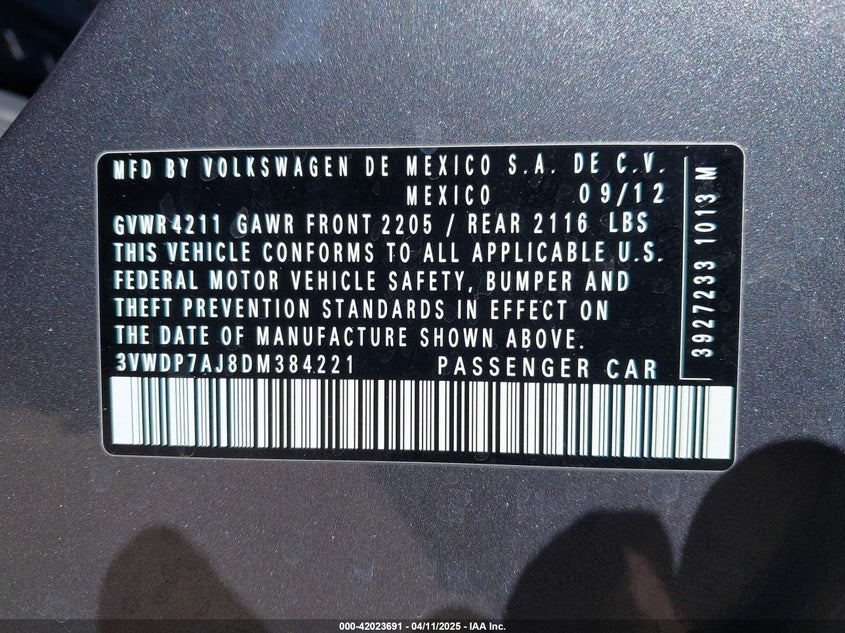 MFD BY VOLKSWAGEN DE MEXICO S.A. DE C.V.
MEXICO 09/12
GVWR 4211 GAWR FRONT 2205 / REAR 2116 LBS
THIS VEHICLE CONFORMS TO ALL APPLICABLE U.S.
FEDERAL MOTOR VEHICLE SAFETY, BUMPER AND
THEFT PREVENTION STANDARDS IN EFFECT ON
THE DATE OF MANUFACTURE SHOWN ABOVE.
3VWDP7AJ8DM384221 PASSENGER CAR
3927233 1013 M
000-42023691 - 04/11/2025 - IAA Inc.